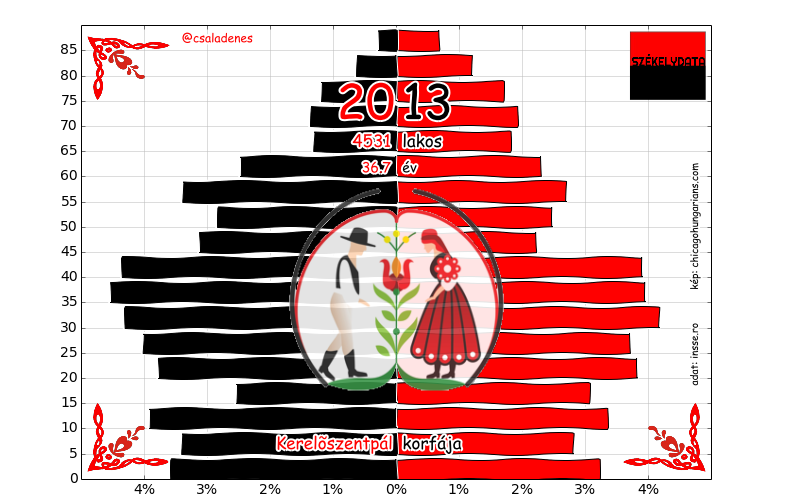 @csaladenes
SZÉKELYDATA
2013
4531 lakos
36.7 év
kép: chicagohungarians.com
adat: insse.ro
Kerelőszentpál korfája
85
80
75
70
65
60
55
50
45
40
35
30
25
20
15
10
5
0
4% 3% 2% 1% 0% 1% 2% 3% 4%